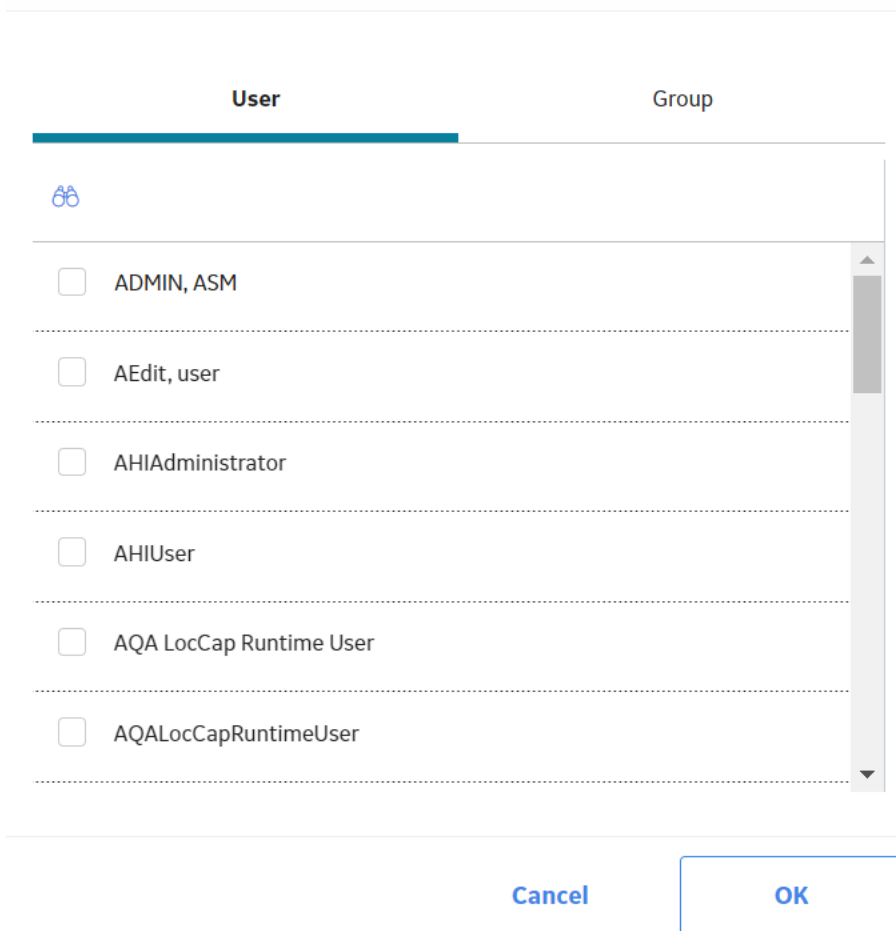 User Group
ADMIN, ASM
AEdit, user
AHIAdministrator
AHIUser
AQA LocCap Runtime User
AQALocCapRuntimeUser
Cancel OK